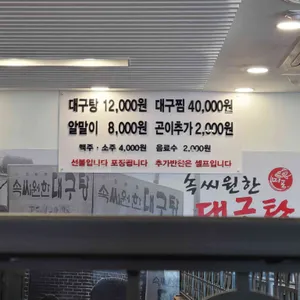 대구탕 12,000원 대구찜 40,000원
알말이 8,000원 곤이추가 2,000원
맥주·소주 4,000원 음료수 2,000원
선불입니다 포장됩니다 추가반찬은 셀프입니다
속씨원한
대구탕
속씨원한대구탕